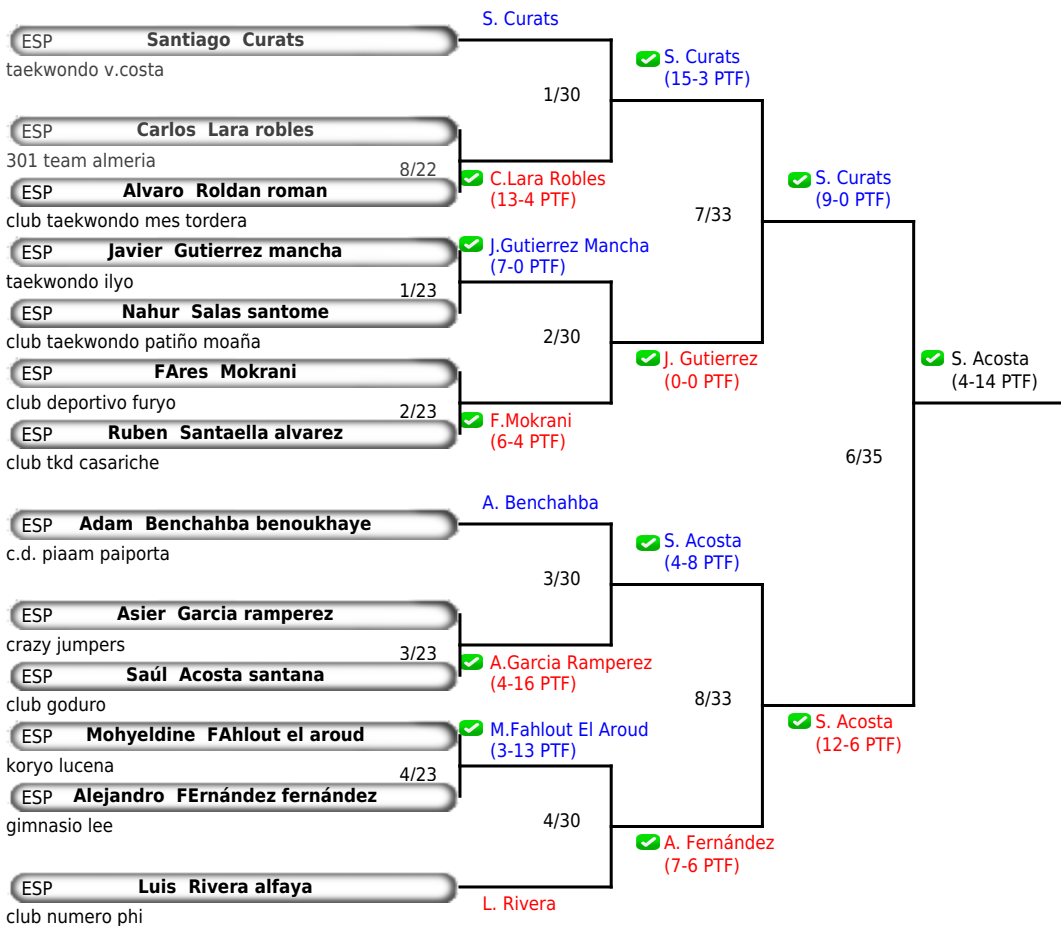 S. Curats
ESP Santiago Curats
taekwondo v.costa
S. Curats
(15-3 PTF)
1/30
ESP Carlos Lara robles
301 team almeria
8/22
C.Lara Robles
(13-4 PTF)
S. Curats
(9-0 PTF)
ESP Alvaro Roldan roman
club taekwondo mes tordera
7/33
ESP Javier Gutierrez mancha
J.Gutierrez Mancha
(7-0 PTF)
taekwondo ilyo
1/23
ESP Nahur Salas santome
club taekwondo patiño moaña
2/30
J. Gutierrez
(0-0 PTF)
S. Acosta
(4-14 PTF)
ESP FAres Mokrani
club deportivo furyo
2/23
F.Mokrani
(6-4 PTF)
ESP Ruben Santaella alvarez
club tkd casariche
6/35
A. Benchahba
ESP Adam Benchahba benoukhaye
c.d. piaam paiporta
S. Acosta
(4-8 PTF)
3/30
ESP Asier Garcia ramperez
crazy jumpers
3/23
A.Garcia Ramperez
(4-16 PTF)
ESP Saúl Acosta santana
club goduro
8/33
S. Acosta
(12-6 PTF)
ESP Mohyeldine FAhlout el aroud
M.Fahlout El Aroud
(3-13 PTF)
koryo lucena
4/23
ESP Alejandro FErnández fernández
gimnasio lee
4/30
A. Fernández
(7-6 PTF)
ESP Luis Rivera alfaya
L. Rivera
club numero phi